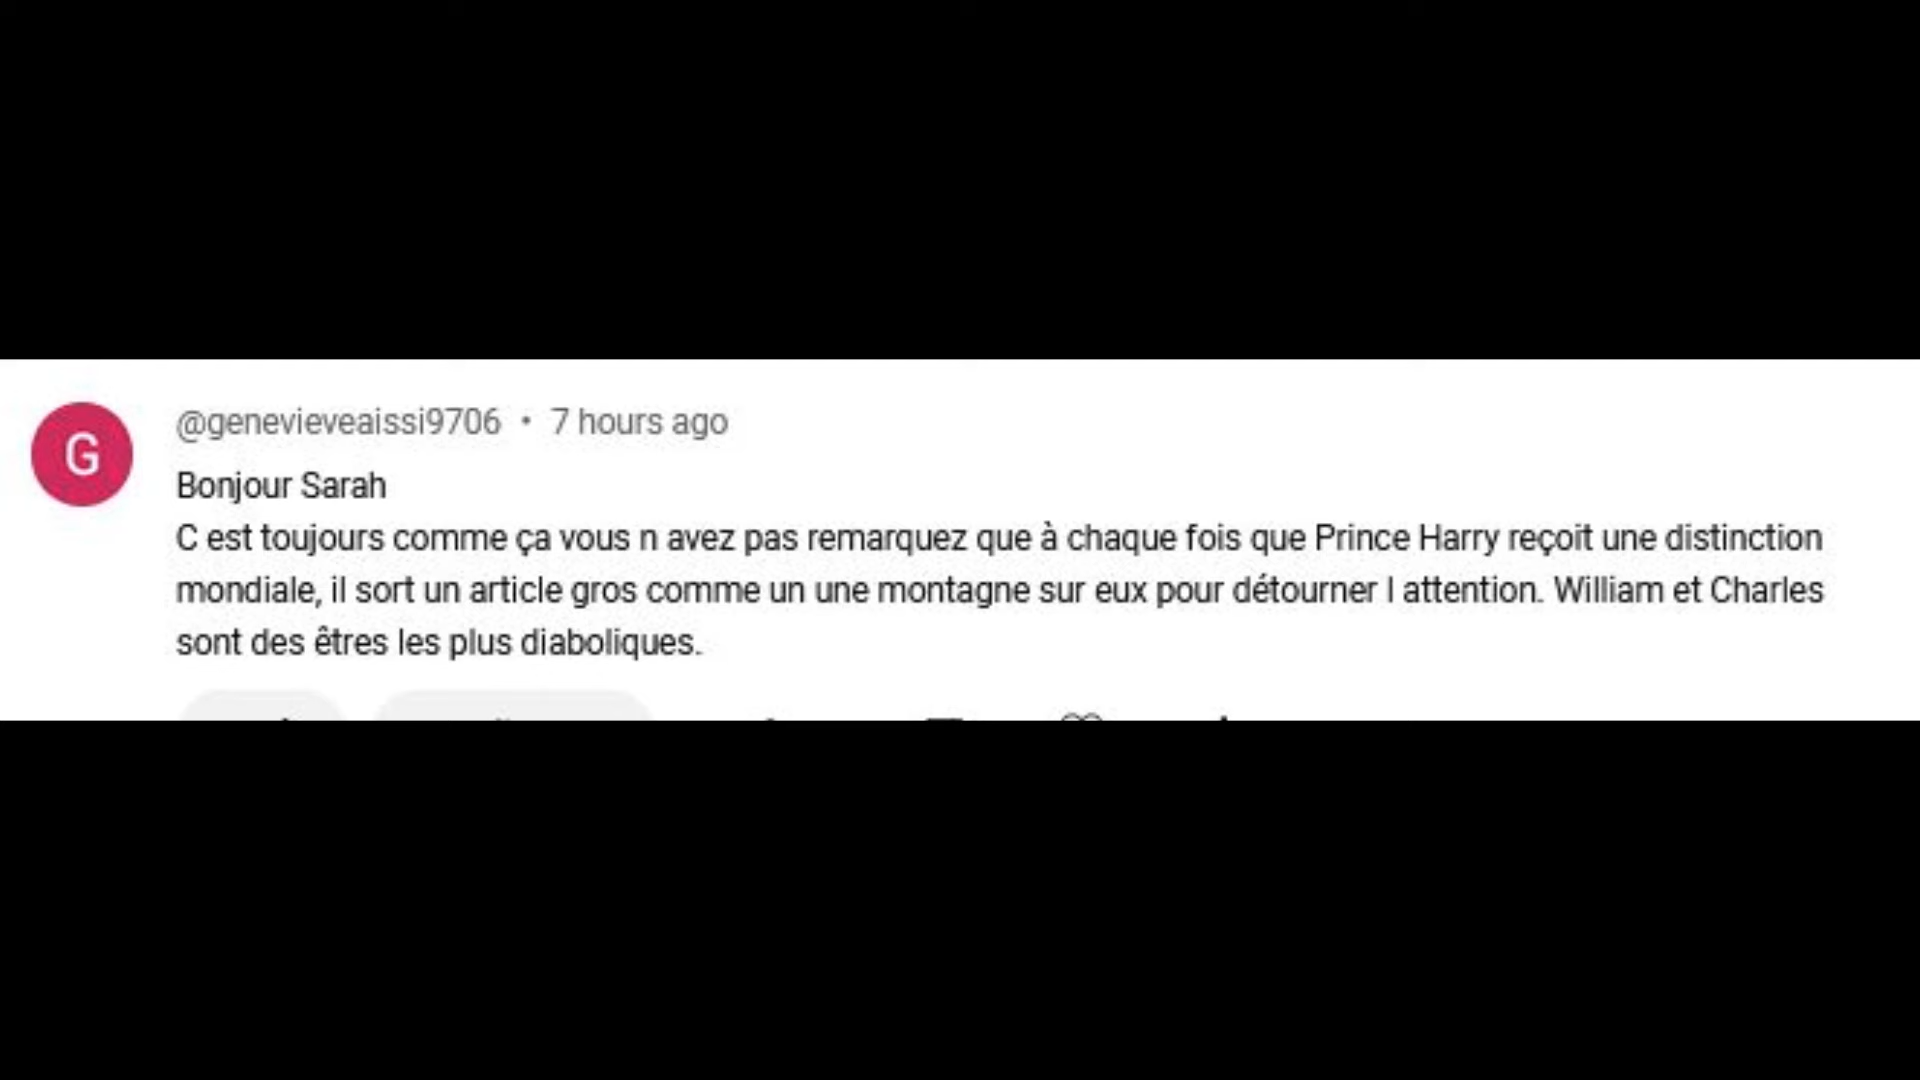 G
@genevieveaissi9706 • 7 hours ago
Bonjour Sarah
C est toujours comme ça vous n avez pas remarquez que à chaque fois que Prince Harry reçoit une distinction
mondiale, il sort un article gros comme un une montagne sur eux pour détourner l attention. William et Charles
sont des êtres les plus diaboliques.